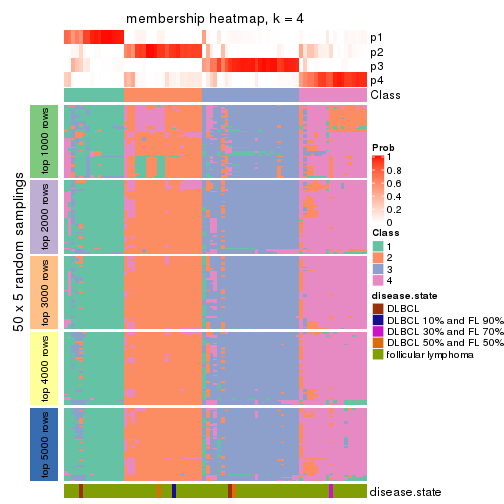 membership heatmap, k = 4
p1
p2
p3
p4
Class
50 x 5 random samplings
top 1000 rows
top 2000 rows
top 3000 rows
top 4000 rows
top 5000 rows
Prob
1
0.8
0.6
0.4
0.2
0
Class
1
2
3
4
disease.state
DLBCL
DLBCL 10% and FL 90%
DLBCL 30% and FL 70%
DLBCL 50% and FL 50%
follicular lymphoma
disease.state